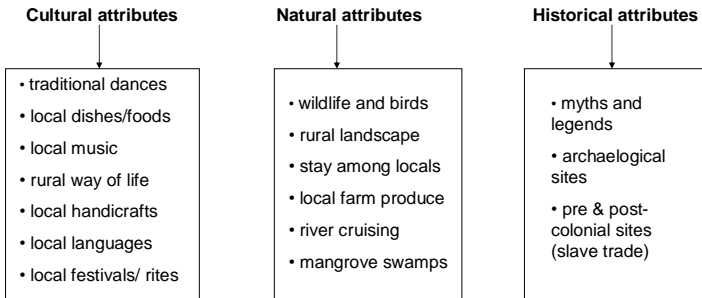 Cultural attributes
• traditional dances
• local dishes/foods
• local music
• rural way of life
• local handicrafts
• local languages
• local festivals/ rites
Natural attributes
• wildlife and birds
• rural landscape
• stay among locals
• local farm produce
• river cruising
• mangrove swamps
Historical attributes
• myths and
legends
• archaelogical
sites
• pre & post-
colonial sites
(slave trade)